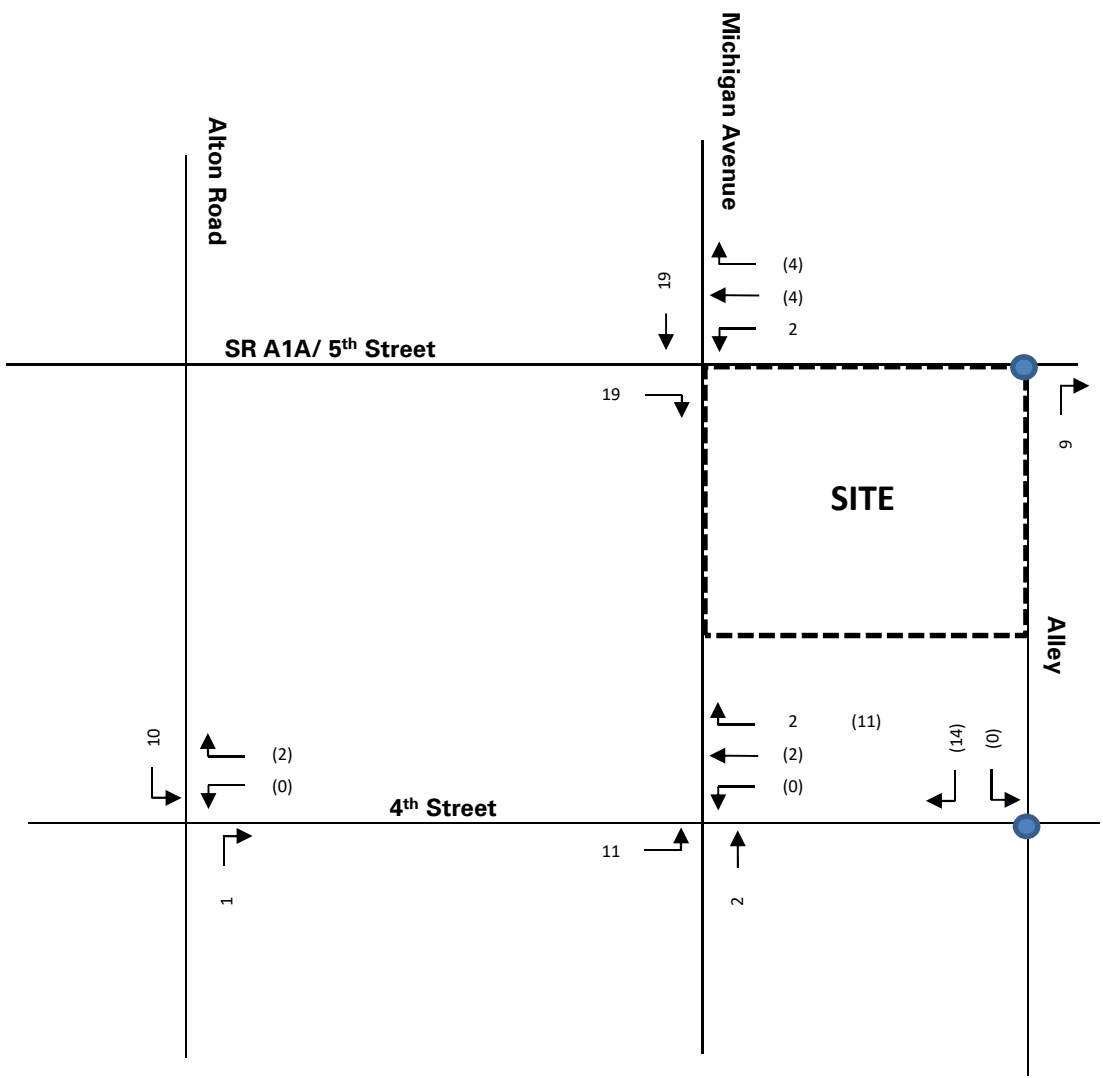 Michigan Avenue
Alton Road
(4)
19
(4)
2
SR A1A/ 5th Street
19
9
SITE
Alley
2 (11)
(14)
(0)
10
(2)
(2)
(0)
(0)
4th Street
11
1
2